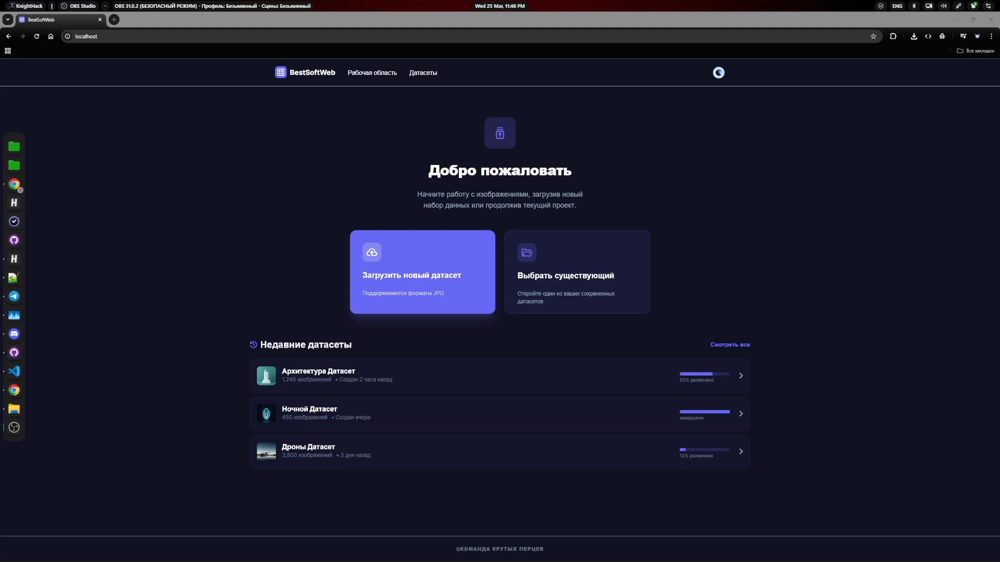 KnightHack | OBS Studio - OBS 31.0.2 (БЕЗОПАСНЫЙ РЕЖИМ) - Профиль: Безымянный - Сцены: Безымянный
Wed 25 Mar, 11:48 PM
ENG
2
BestSoftWeb
localhost
Все закладки
BestSoftWeb
Рабочая область
Датасеты
Добро пожаловать
Начните работу с изображениями, загрузив новый
набор данных или продолжив текущий проект.
Загрузить новый датасет
Поддерживаются форматы JPG
Выбрать существующий
Откройте один из ваших сохраненных
датасетов
Недавние датасеты
Смотреть все
Архитектура Датасет
1,240 изображений • Создан 2 часа назад
65% размечено
Ночной Датасет
450 изображений • Создан вчера
завершено
Дроны Датасет
3,800 изображений • 3 дня назад
12% размечено
@КОМАНДА КРУТЫХ ПЕРЦЕВ